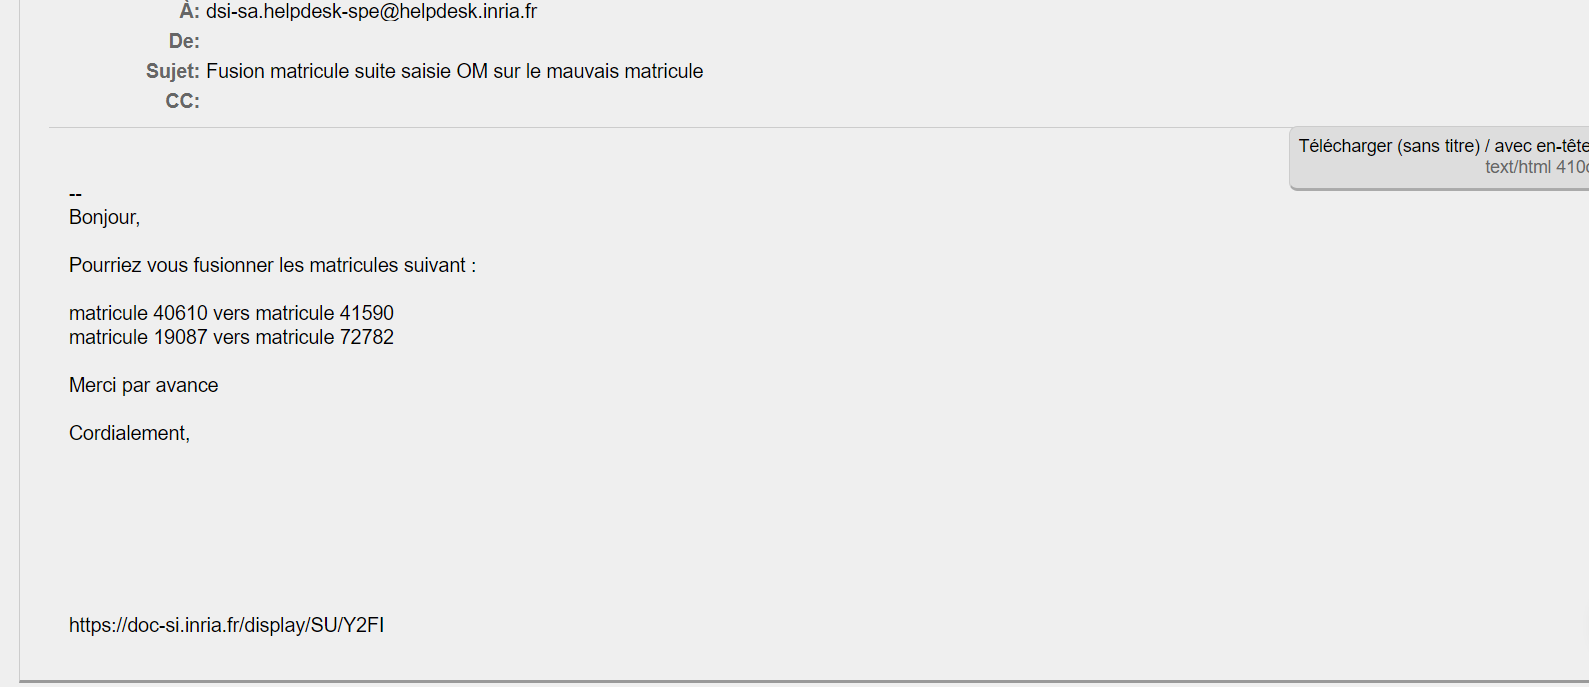 À: dsi-sa.helpdesk-spe@helpdesk.inria.fr
De:
Sujet: Fusion matricule suite saisie OM sur le mauvais matricule
CC:
Télécharger (sans titre) / avec en-tête
text/html 410
--
Bonjour,
Pourriez vous fusionner les matricules suivant :
matricule 40610 vers matricule 41590
matricule 19087 vers matricule 72782
Merci par avance
Cordialement,
https://doc-si.inria.fr/display/SU/Y2FI